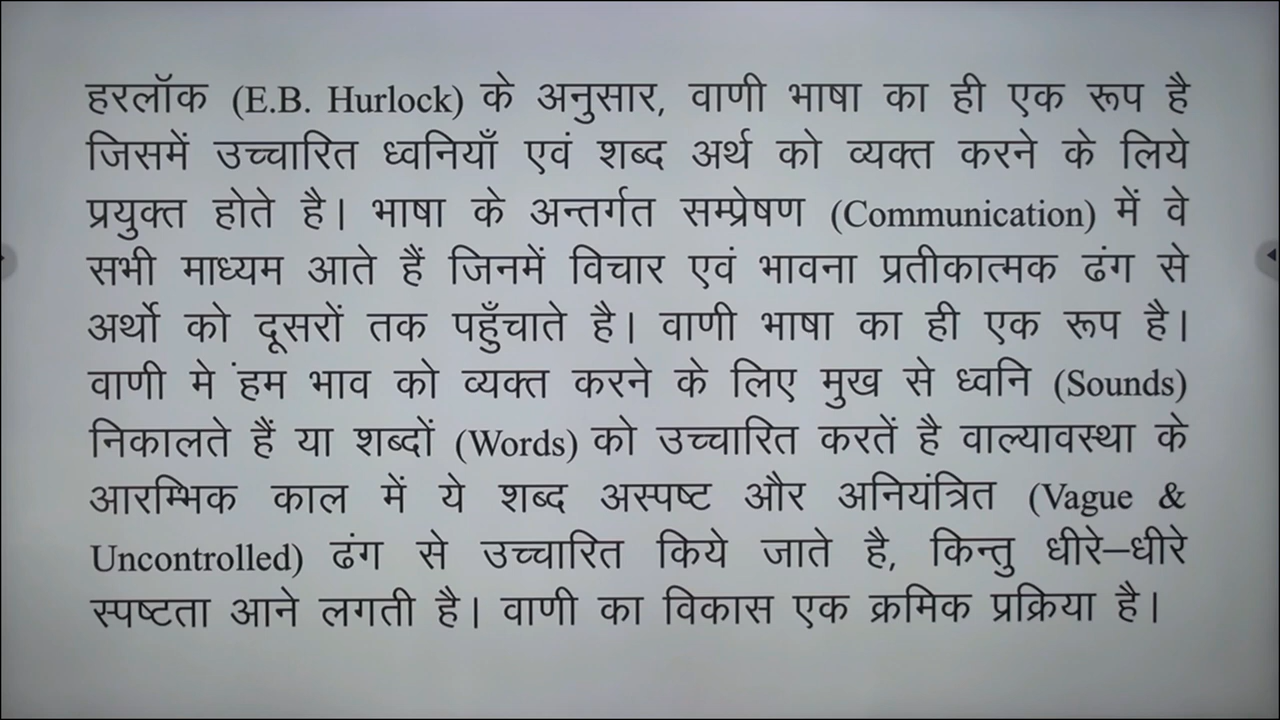 हरलॉक (E.B. Hurlock) के अनुसार, वाणी भाषा का ही एक रूप है
जिसमें उच्चारित ध्वनियाँ एवं शब्द अर्थ को व्यक्त करने के लिये
प्रयुक्त होते है। भाषा के अन्तर्गत सम्प्रेषण (Communication) में वे
सभी माध्यम आते हैं जिनमें विचार एवं भावना प्रतीकात्मक ढंग से
अर्थो को दूसरों तक पहुँचाते है। वाणी भाषा का ही एक रूप है।
वाणी मे ंहम भाव को व्यक्त करने के लिए मुख से ध्वनि (Sounds)
निकालते हैं या शब्दों (Words) को उच्चारित करतें है वाल्यावस्था के
आरम्भिक काल में ये शब्द अस्पष्ट और अनियंत्रित (Vague &
Uncontrolled) ढंग से उच्चारित किये जाते है, किन्तु धीरे–धीरे
स्पष्टता आने लगती है। वाणी का विकास एक क्रमिक प्रक्रिया है।